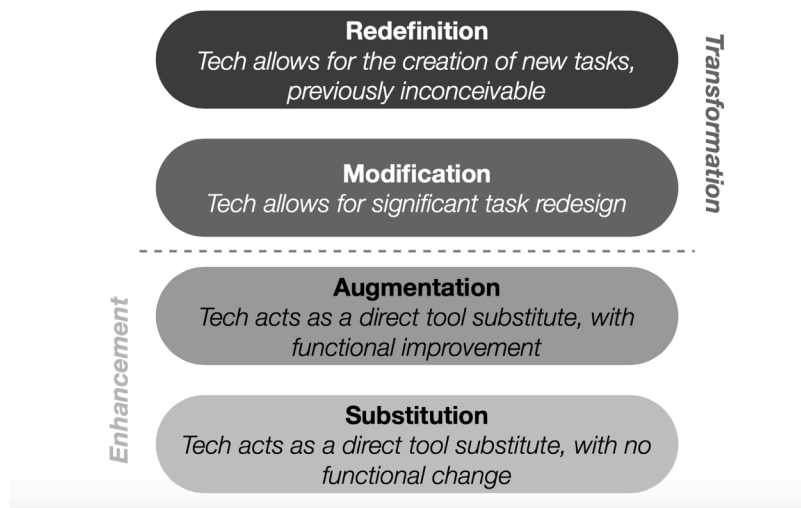 Redefinition
Tech allows for the creation of new tasks,
previously inconceivable
Transformation
Modification
Tech allows for significant task redesign
Augmentation
Tech acts as a direct tool substitute, with
functional improvement
Enhancement
Substitution
Tech acts as a direct tool substitute, with no
functional change